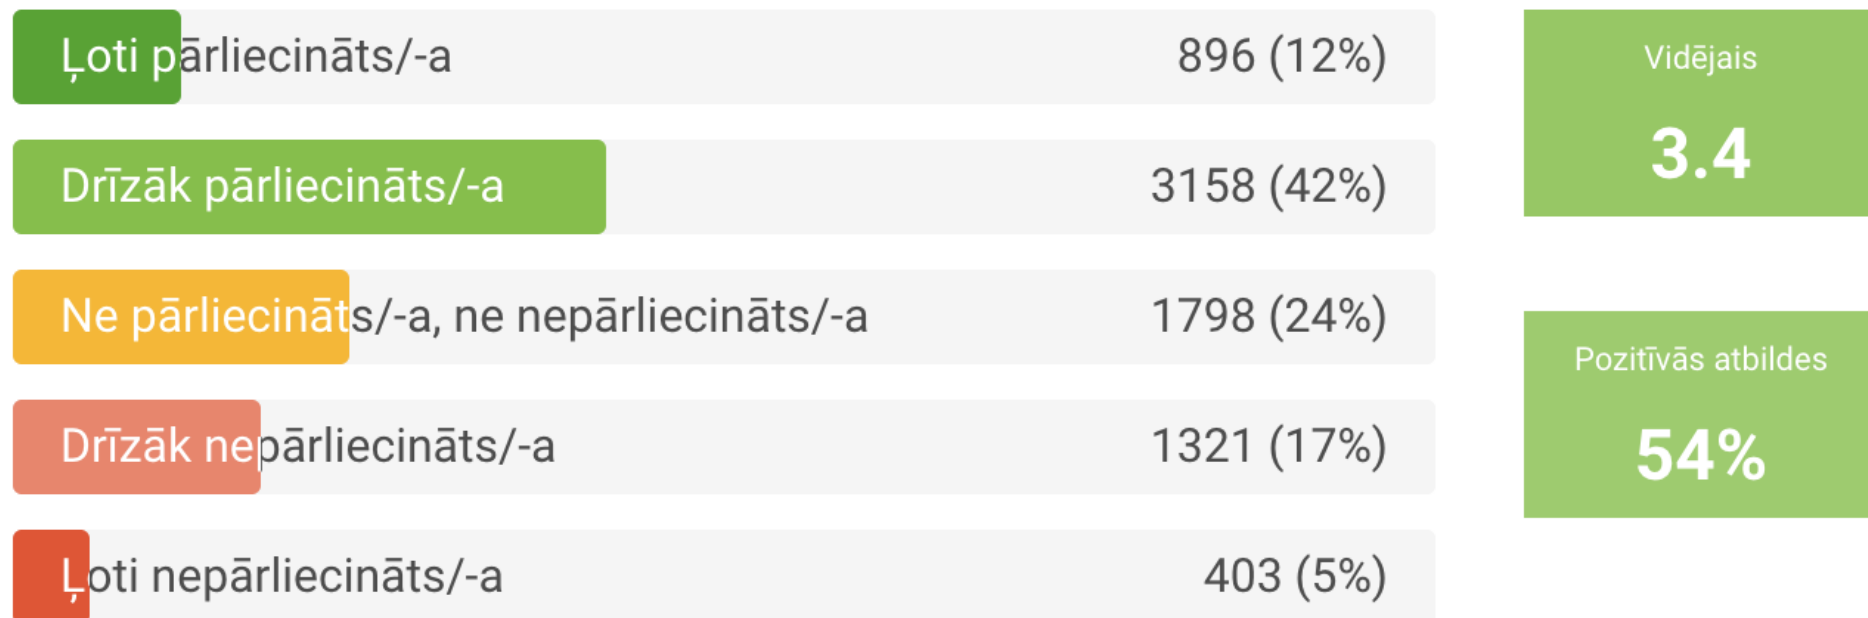 Ļoti pārliecināts/-a 896 (12%)
Drīzāk pārliecināts/-a 3158 (42%)
Ne pārliecināts/-a, ne nepārliecināts/-a 1798 (24%)
Drīzāk nepārliecināts/-a 1321 (17%)
Ļoti nepārliecināts/-a 403 (5%)
Vidējais
3.4
Pozitīvās atbildes
54%